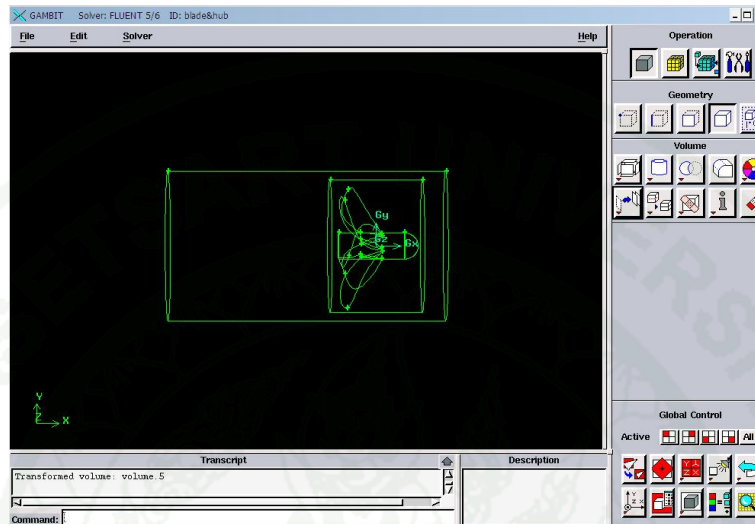 GAMBIT Solver: FLUENT 5/6 ID: blade&hub
File Edit Solver Help
Operation
Geometry
Volume
Gy
Gz
Gx
Y
Z
X
Global Control
Active All
Transcript
Description
Transformed volume: volume.5
Command: